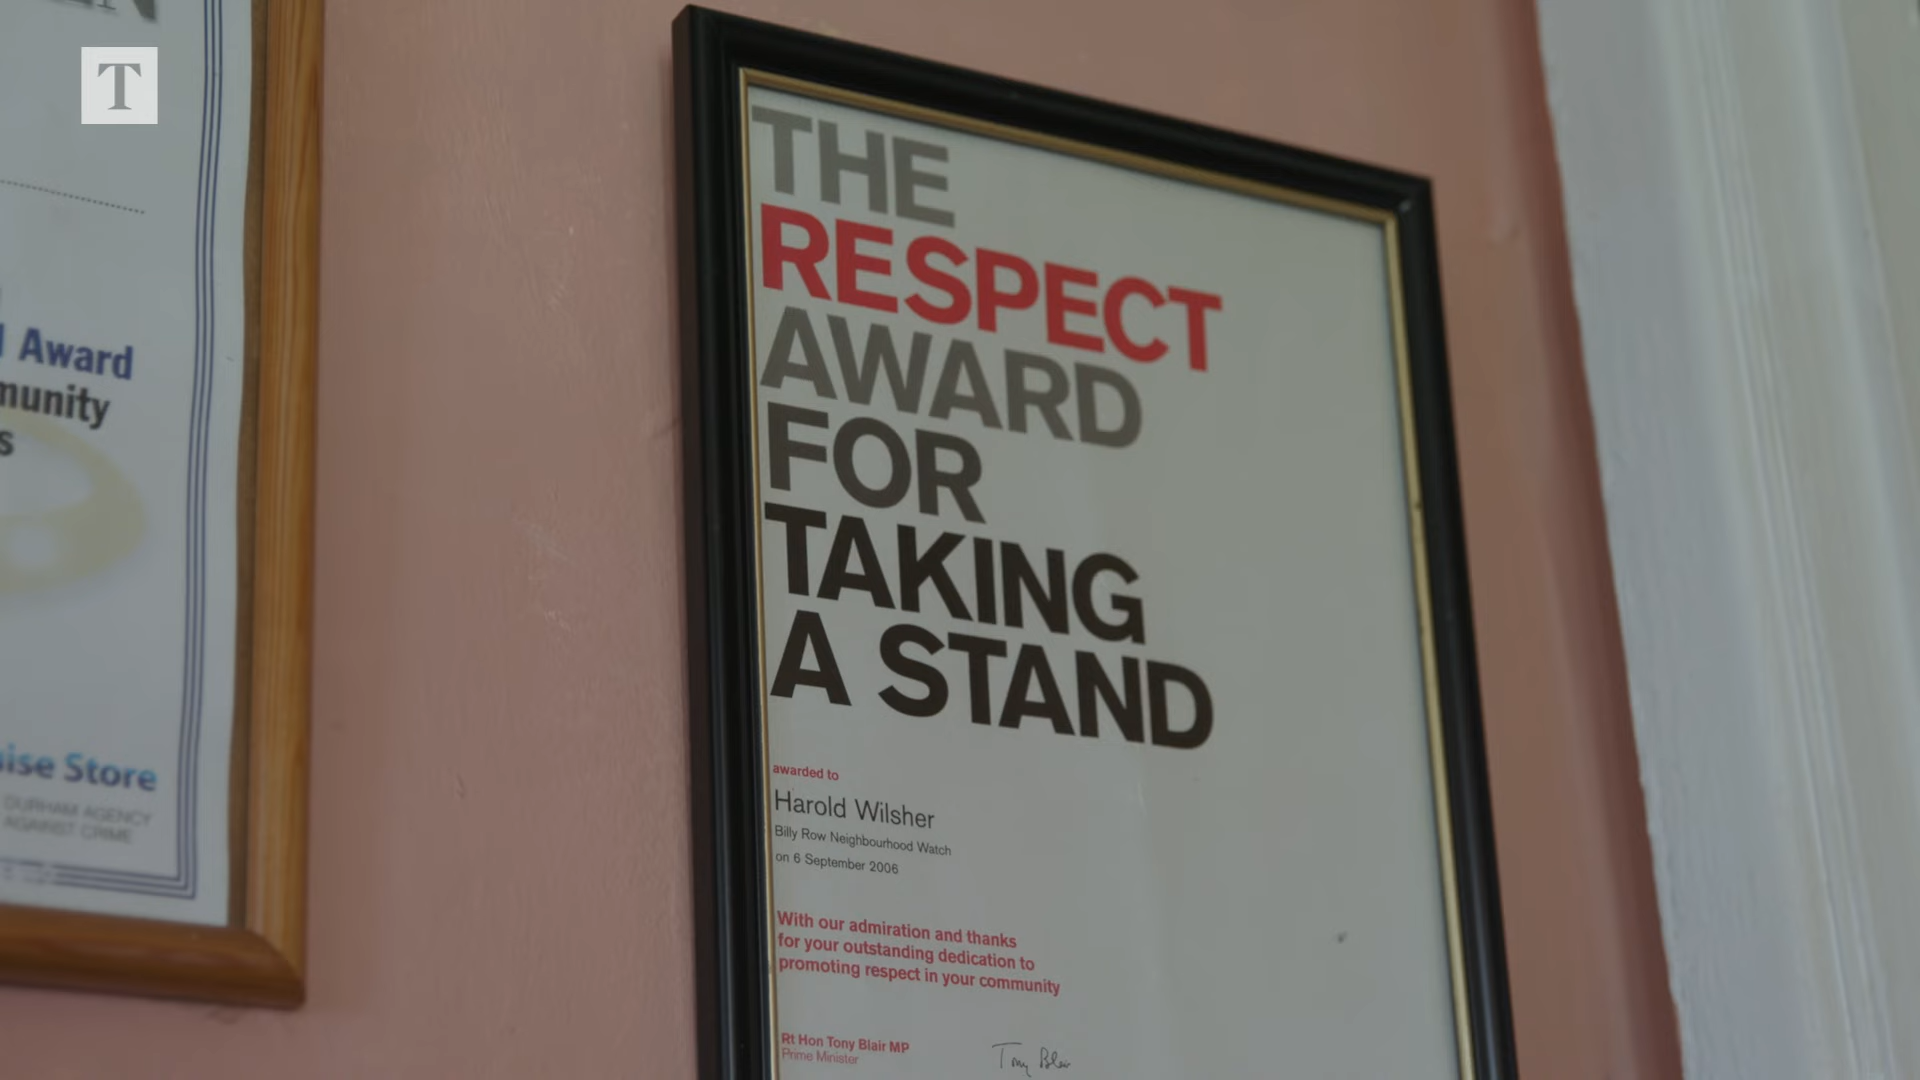 T
Award
munity
s
ise Store
DURHAM AGENCY
AGAINST CRIME
THE
RESPECT
AWARD
FOR
TAKING
A STAND
awarded to
Harold Wilsher
Billy Row Neighbourhood Watch
on 6 September 2006
With our admiration and thanks
for your outstanding dedication to
promoting respect in your community
Rt Hon Tony Blair MP
Prime Minister
Tony Blair